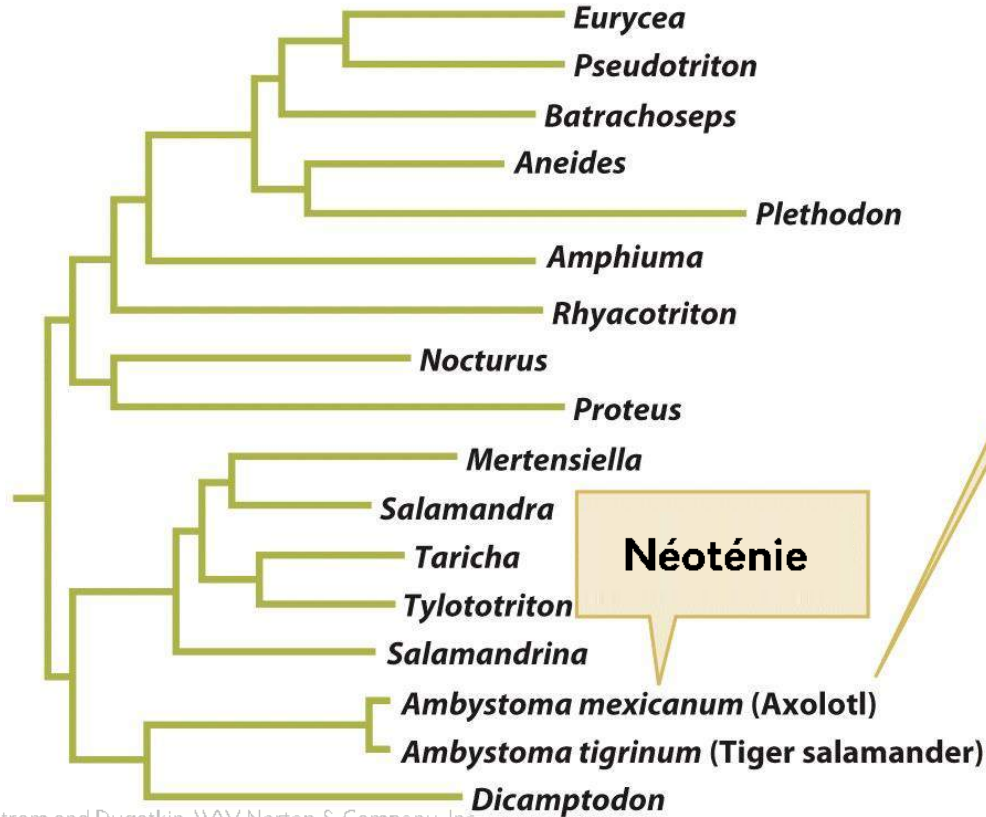 Eurycea
Pseudotriton
Batrachoseps
Aneides
Plethodon
Amphiuma
Rhyacotriton
Nocturus
Proteus
Mertensiella
Salamandra
Néoténie
Taricha
Tylototriton
Salamandrina
Ambystoma mexicanum (Axolotl)
Ambystoma tigrinum (Tiger salamander)
Dicamptodon